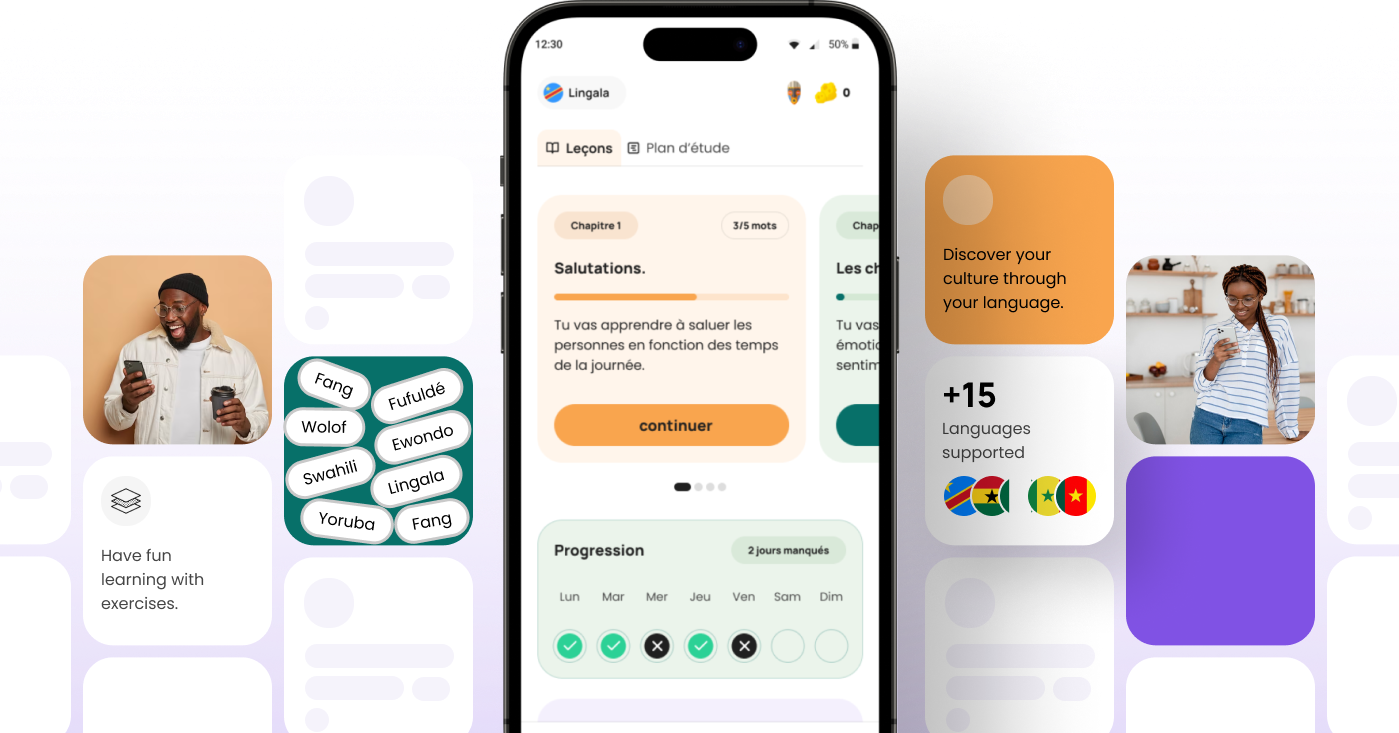 12:30
50%
Lingala
0
Leçons
Plan d'étude
Chapitre 1
3/5 mots
Salutations.
Tu vas apprendre à saluer les
personnes en fonction des temps
de la journée.
continuer
Chap
Les ch
Tu vas
émotio
sentim
Progression
2 jours manqués
Lun Mar Mer Jeu Ven Sam Dim
Have fun
learning with
exercises.
Fang
Fufuldé
Wolof
Ewondo
Swahili
Lingala
Yoruba
Fang
Discover your
culture through
your language.
+15
Languages
supported